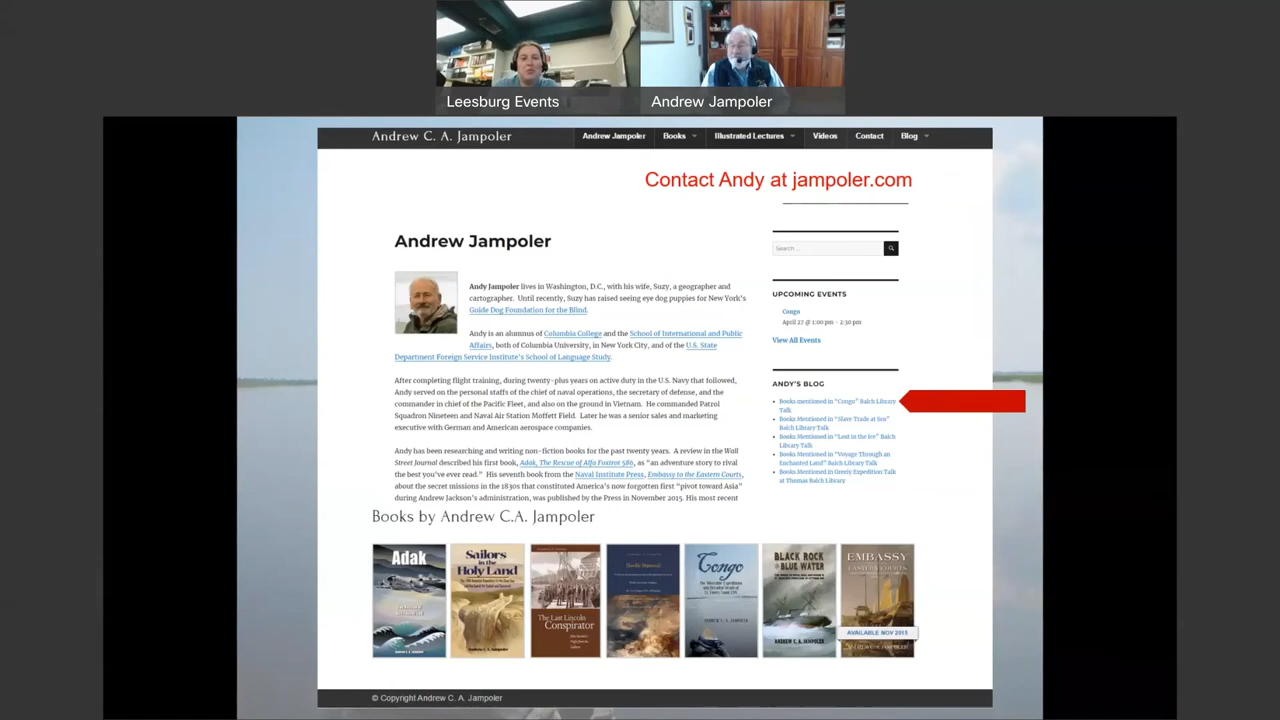 Leesburg Events
Andrew Jampoler
Andrew C. A. Jampoler
Andrew Jampoler
Books
Illustrated Lectures
Videos
Contact
Blog
Contact Andy at jampoler.com
Andrew Jampoler
Andy Jampoler lives in Washington, D.C., with his wife, Suzy, a geographer and
cartographer. Until recently, Suzy has raised seeing eye dog puppies for New York's
Guide Dog Foundation for the Blind.
Andy is an alumnus of Columbia College and the School of International and Public
Affairs, both of Columbia University, in New York City, and of the U.S. State
Department Foreign Service Institute's School of Language Study.
After completing flight training, during twenty-plus years on active duty in the U.S. Navy that followed,
Andy served on the personal staffs of the chief of naval operations, the secretary of defense, and the
commander in chief of the Pacific Fleet, and also on the ground in Vietnam. He commanded Patrol
Squadron Nineteen and Naval Air Station Moffett Field. Later he was a senior sales and marketing
executive with German and American aerospace companies.
Andy has been researching and writing non-fiction books for the past twenty years. A review in the Wall
Street Journal described his first book, Adak, The Rescue of Alfa Foxtrot 586, as "an adventure story to rival
the best you've ever read." His seventh book from the Naval Institute Press, Embassy to the Eastern Courts,
about the secret missions in the 1830s that constituted America's now forgotten first "pivot toward Asia"
during Andrew Jackson's administration, was published by the Press in November 2015. His most recent
Search ...
UPCOMING EVENTS
Congo
April 27 @ 1:00 pm - 2:30 pm
View All Events
ANDY'S BLOG
Books mentioned in "Congo" Balch Library
Talk
Books Mentioned in "Slave Trade at Sea"
Balch Library Talk
Books Mentioned in "Lost in the Ice" Balch
Library Talk
Books Mentioned in "Voyage Through an
Enchanted Land" Balch Library Talk
Books Mentioned in Greely Expedition Talk
at Thomas Balch Library
Books by Andrew C.A. Jampoler
Adak
Sailors
in the
Holy Land
The Last Lincoln
Conspirator
Horrible Shipwreck
Congo
ANDREW C. A. JAMPOLER
BLACK ROCK
BLUE WATER
ANDREW C. A. JAMPOLER
EMBASSY
EASTERN COURTS
AVAILABLE NOV 2015
ANDREW C.A. JAMPOLER
© Copyright Andrew C. A. Jampoler